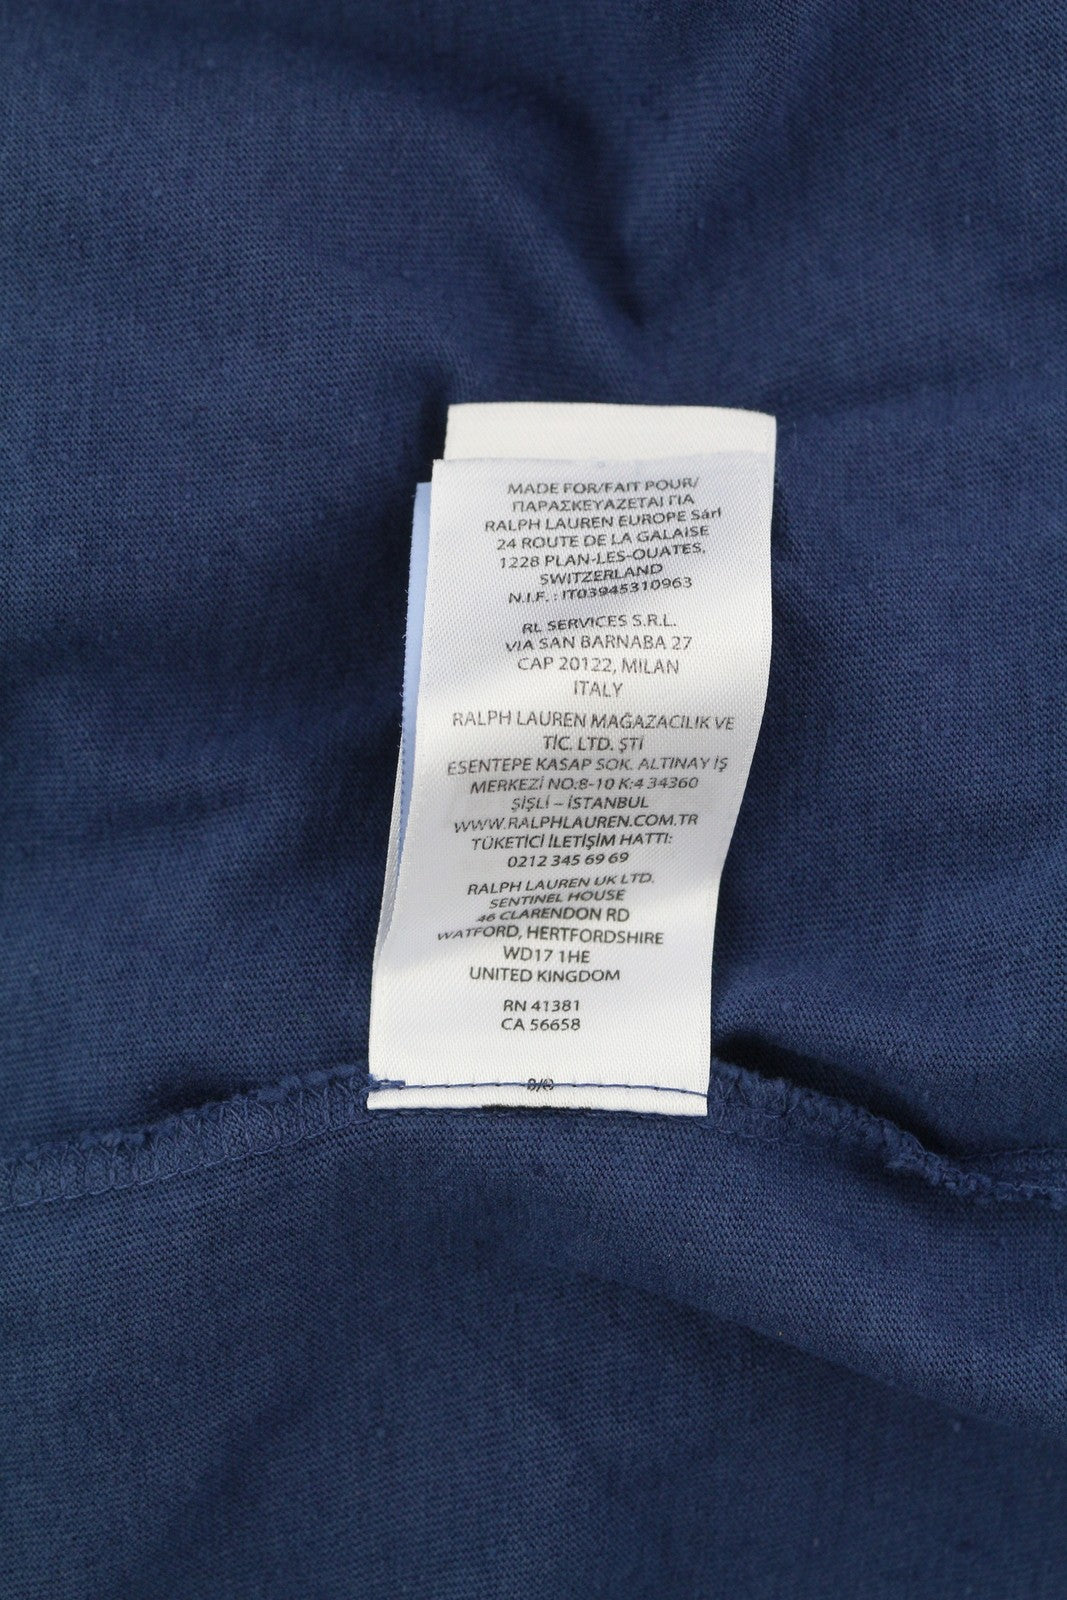 MADE FOR/FAIT POUR/
ΠΑΡΑΣΚΕΥΑΖΕΤΑΙ ΓΙΑ
RALPH LAUREN EUROPE Sárl
24 ROUTE DE LA GALAISE
1228 PLAN-LES-OUATES,
SWITZERLAND
N.I.F. : IT03945310963
RL SERVICES S.R.L.
VIA SAN BARNABA 27
CAP 20122, MILAN
ITALY
RALPH LAUREN MAĞAZACILIK VE
TİC. LTD. ŞTİ
ESENTEPE KASAP SOK. ALTINAY İŞ
MERKEZİ NO:8-10 K:4 34360
ŞİŞLİ – İSTANBUL
WWW.RALPHLAUREN.COM.TR
TÜKETİCİ İLETİŞİM HATTI:
0212 345 69 69
RALPH LAUREN UK LTD.
SENTINEL HOUSE
46 CLARENDON RD
WATFORD, HERTFORDSHIRE
WD17 1HE
UNITED KINGDOM
RN 41381
CA 56658